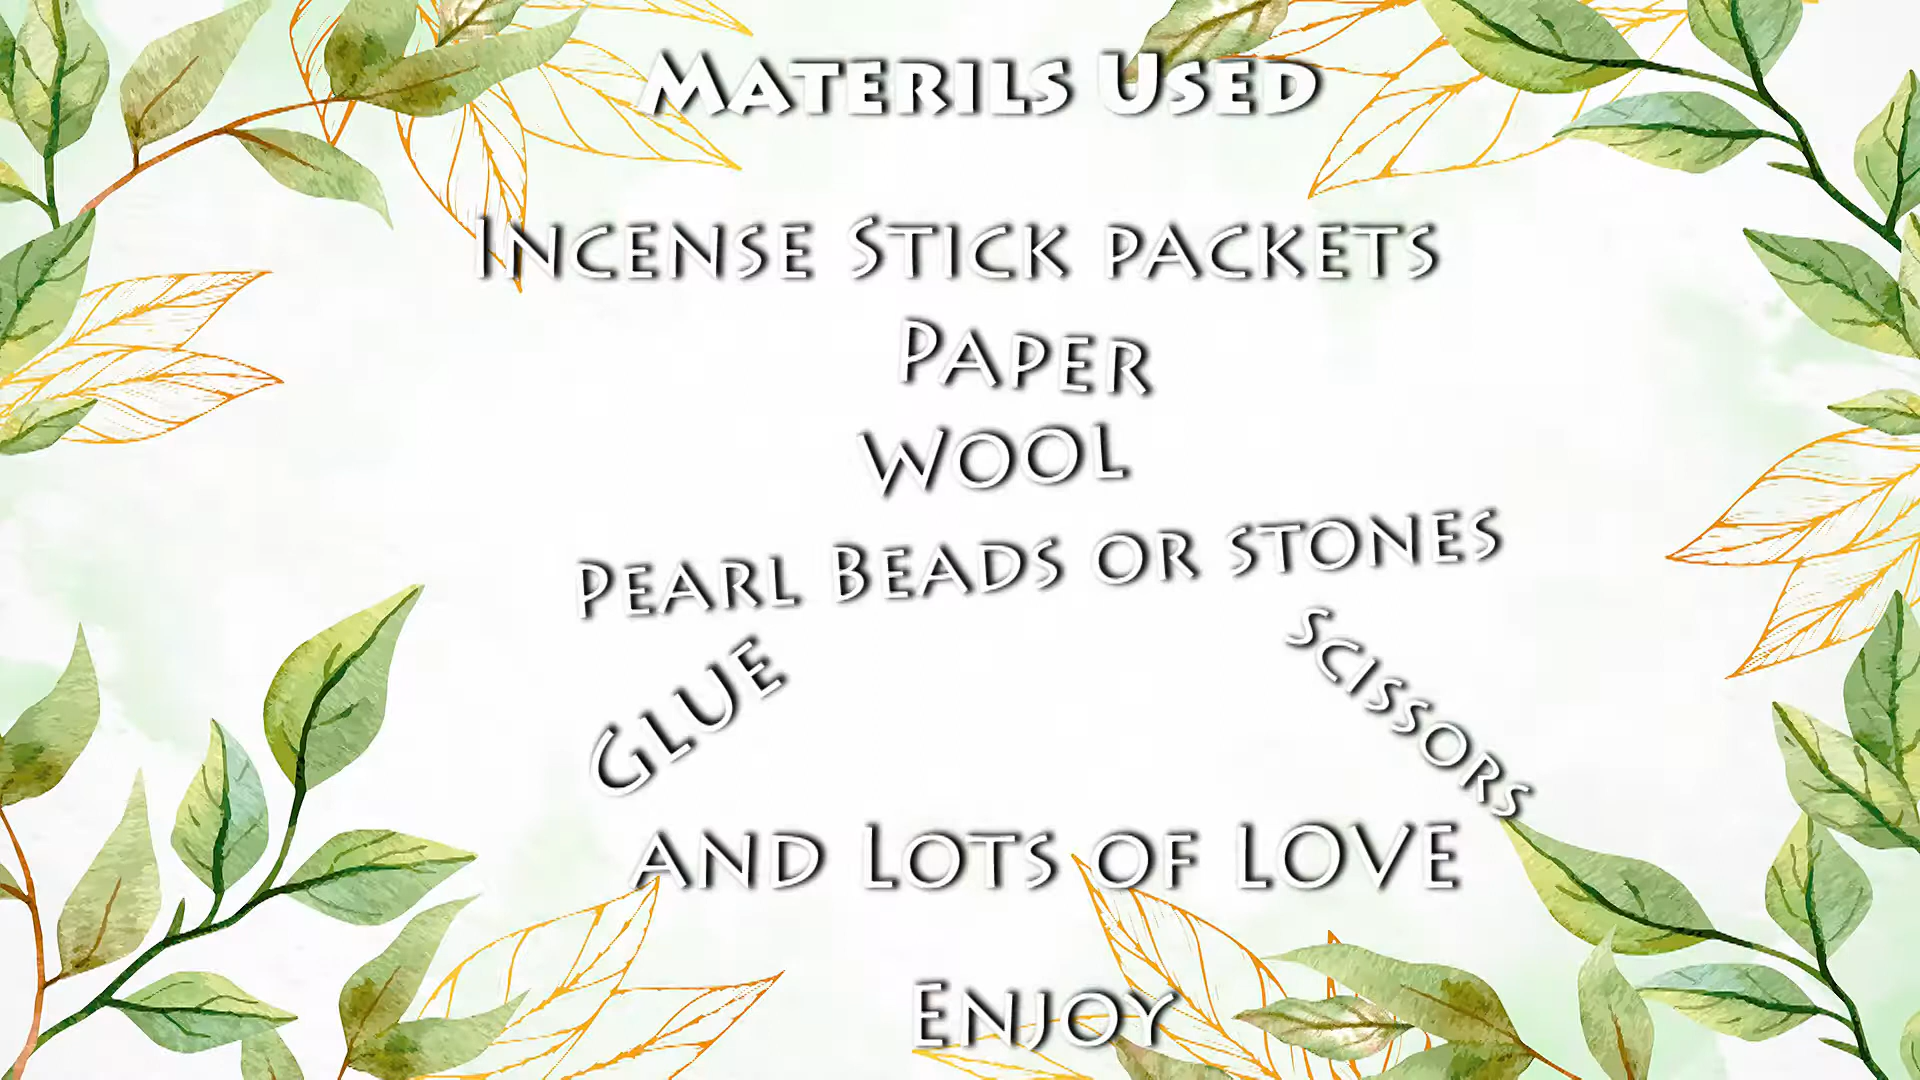 Materils Used
Incense Stick packets
Paper
Wool
Pearl Beads or stones
Glue
Scissors
and Lots of LOVE
Enjoy